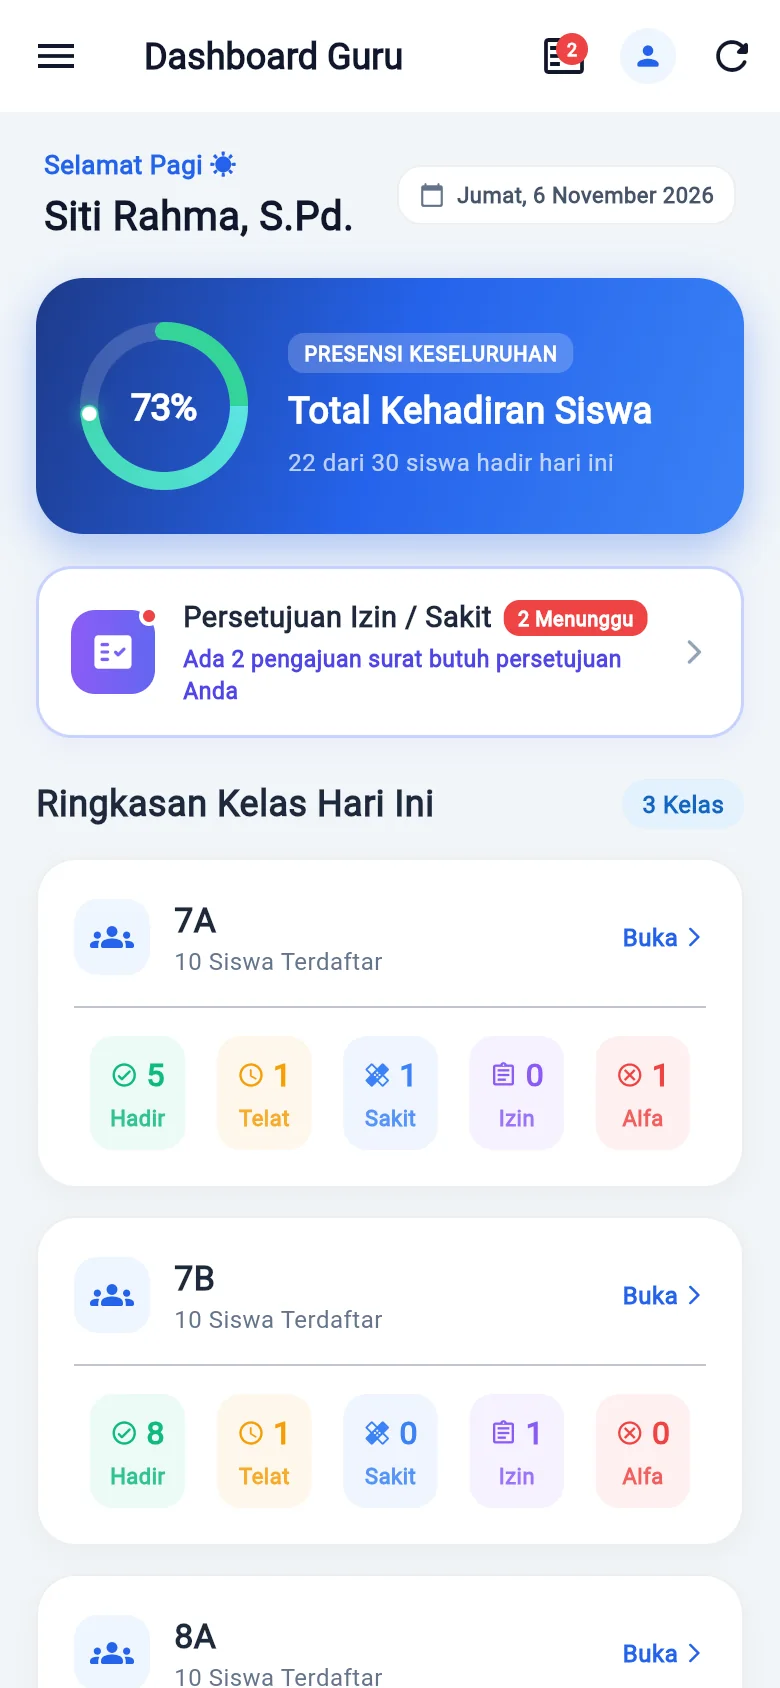 Dashboard Guru
2
Selamat Pagi
Siti Rahma, S.Pd.
Jumat, 6 November 2026
73%
PRESENSI KESELURUHAN
Total Kehadiran Siswa
22 dari 30 siswa hadir hari ini
Persetujuan Izin / Sakit
2 Menunggu
Ada 2 pengajuan surat butuh persetujuan
Anda
Ringkasan Kelas Hari Ini
3 Kelas
7A
10 Siswa Terdaftar
Buka
5
Hadir
1
Telat
1
Sakit
0
Izin
1
Alfa
7B
10 Siswa Terdaftar
Buka
8
Hadir
1
Telat
0
Sakit
1
Izin
0
Alfa
8A
10 Siswa Terdaftar
Buka